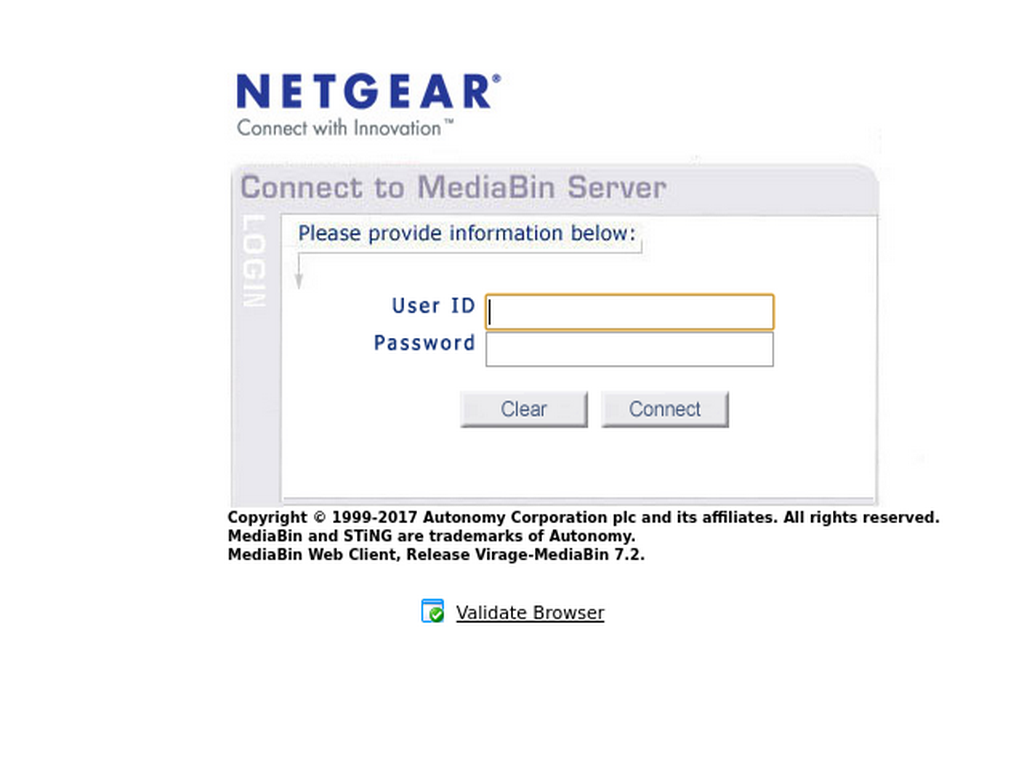 NETGEAR®
Connect with Innovation™
Connect to MediaBin Server
LOGIN
Please provide information below:
User ID
Password
Clear Connect
Copyright © 1999-2017 Autonomy Corporation plc and its affiliates. All rights reserved.
MediaBin and STiNG are trademarks of Autonomy.
MediaBin Web Client, Release Virage-MediaBin 7.2.
Validate Browser